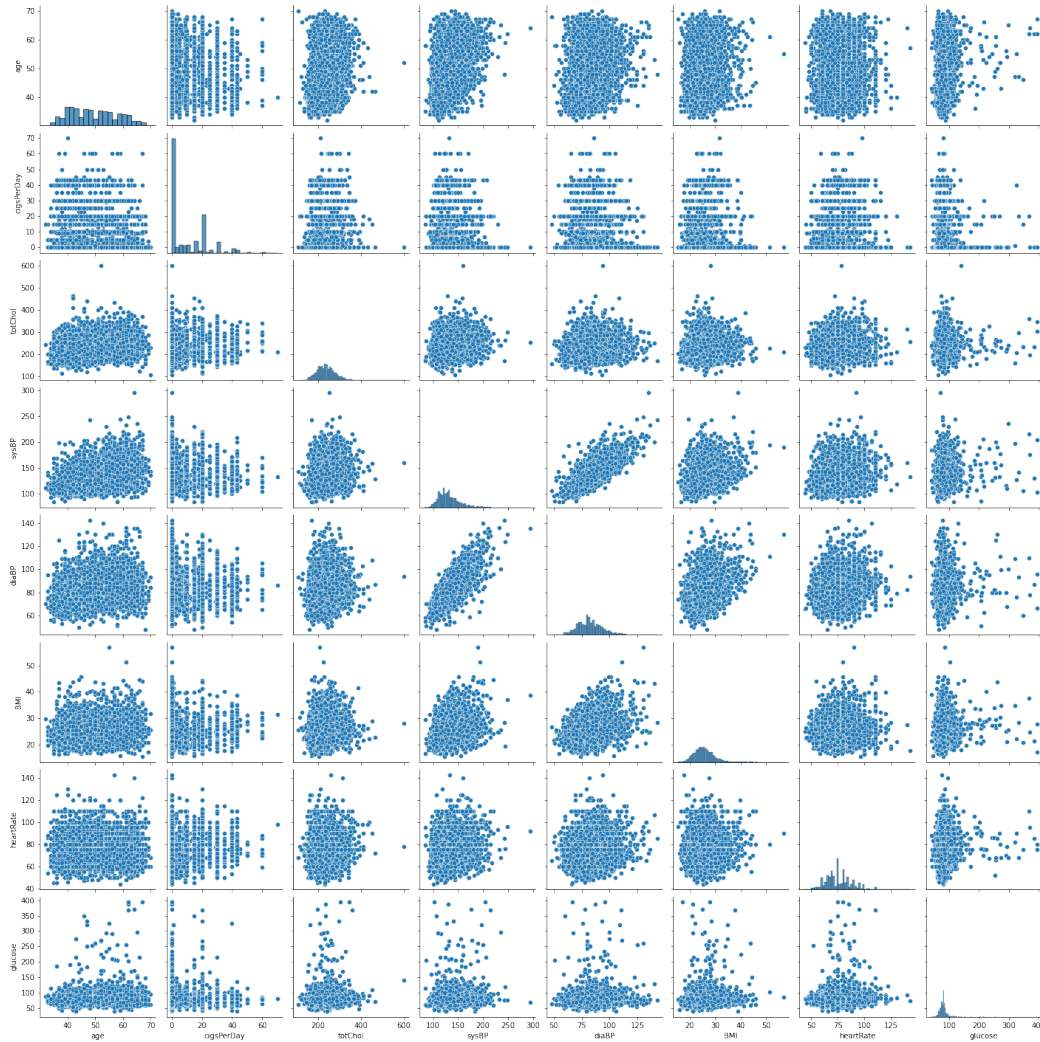 age
70
60
50
40
cigsPerDay
70
60
50
40
30
20
10
0
totChol
600
500
400
300
200
100
sysBP
300
250
200
150
100
diaBP
140
120
100
80
60
BMI
50
40
30
20
heartRate
140
120
100
80
60
40
glucose
400
350
300
250
200
150
100
50
40 50 60 70
0 20 40 60
200 400 600
100 150 200 250 300
50 75 100 125
20 40
50 75 100 125
100 200 300 400
age cigsPerDay totChol sysBP diaBP BMI heartRate glucose